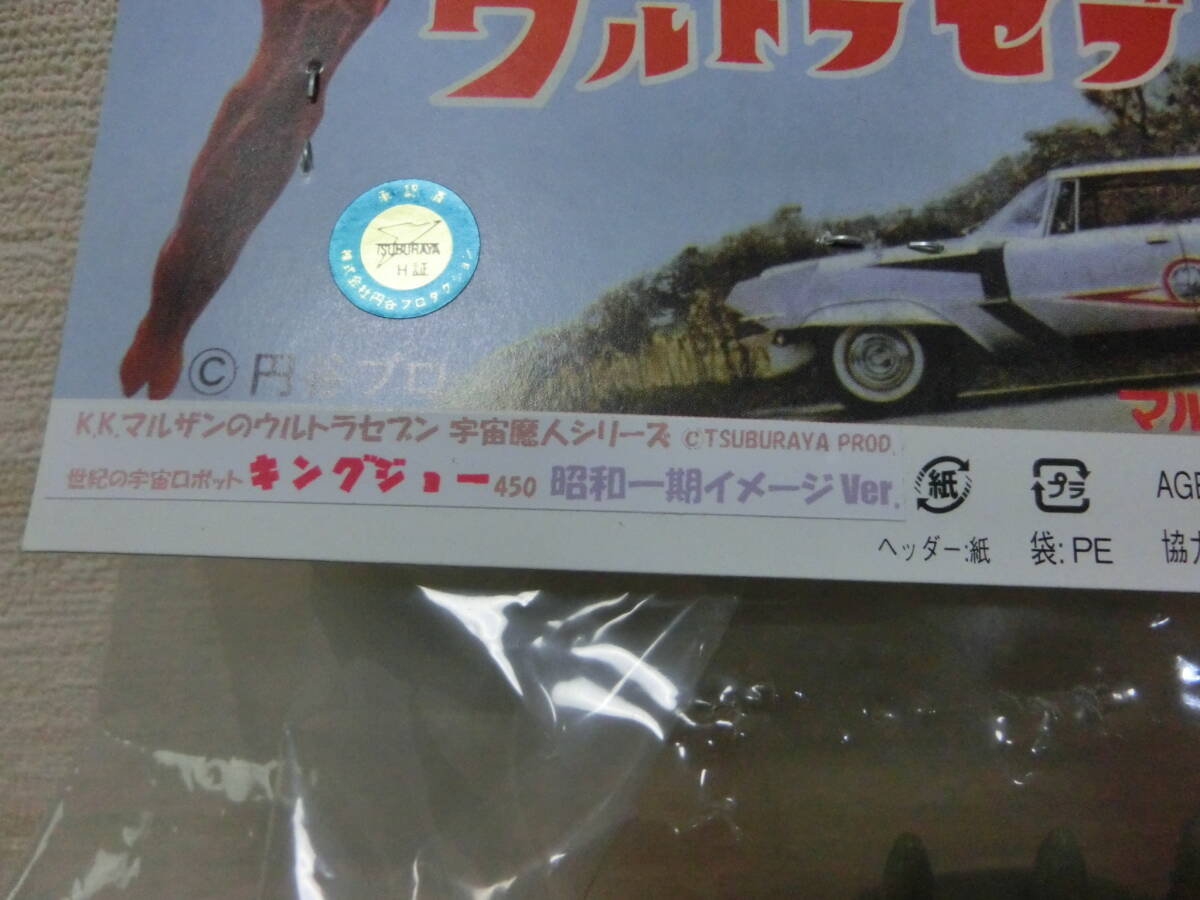 ウルトラセブ
承認済
TSUBURAYA
H証
株式会社円谷プロダクション
©円谷プロ
マル
K.K.マルザンのウルトラセブン 宇宙魔人シリーズ ©TSUBURAYA PROD.
世紀の宇宙ロボット キングジョー450 昭和一期イメージVer.
紙 プラ AGE
ヘッダー:紙 袋:PE 協力